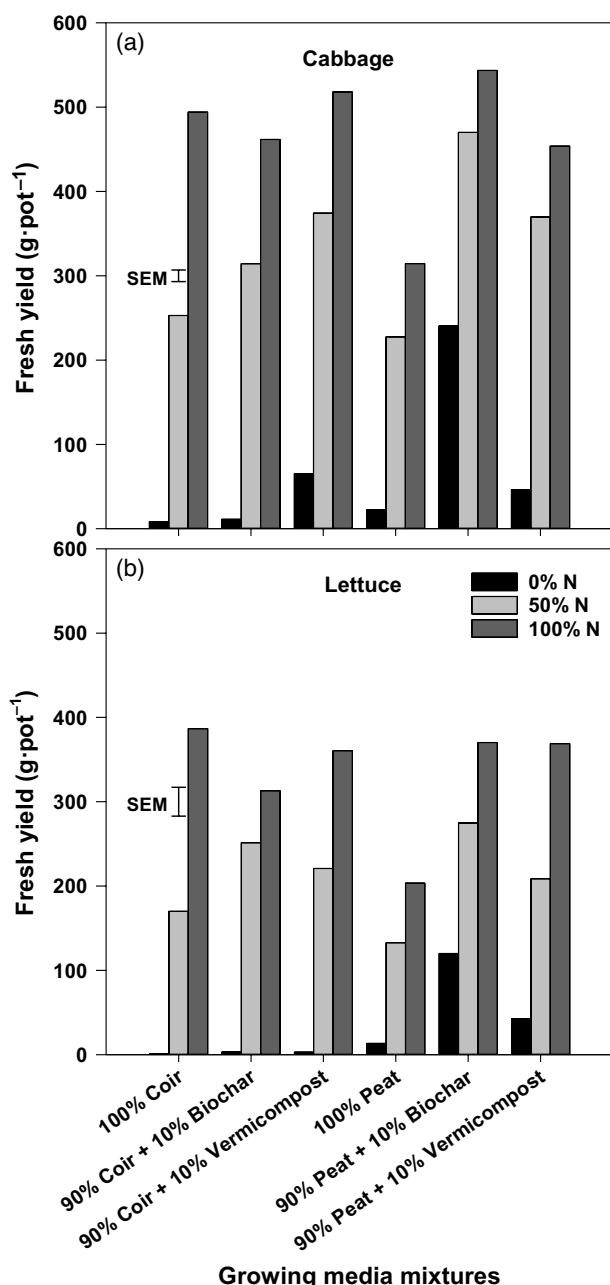 (a)
Cabbage
Fresh yield (g·pot⁻¹)
600
500
400
300
200
100
0
SEM
(b)
Lettuce
0% N
50% N
100% N
Fresh yield (g·pot⁻¹)
600
500
400
300
200
100
0
SEM
100% Coir
90% Coir + 10% Biochar
90% Coir + 10% Vermicompost
100% Peat
90% Peat + 10% Biochar
90% Peat + 10% Vermicompost
Growing media mixtures